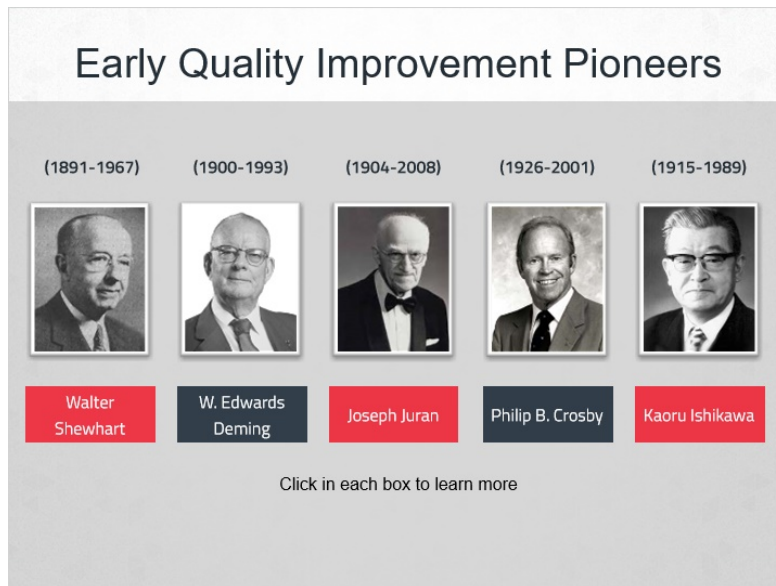 Early Quality Improvement Pioneers
(1891-1967)
(1900-1993)
(1904-2008)
(1926-2001)
(1915-1989)
Walter
Shewhart
W. Edwards
Deming
Joseph Juran
Philip B. Crosby
Kaoru Ishikawa
Click in each box to learn more